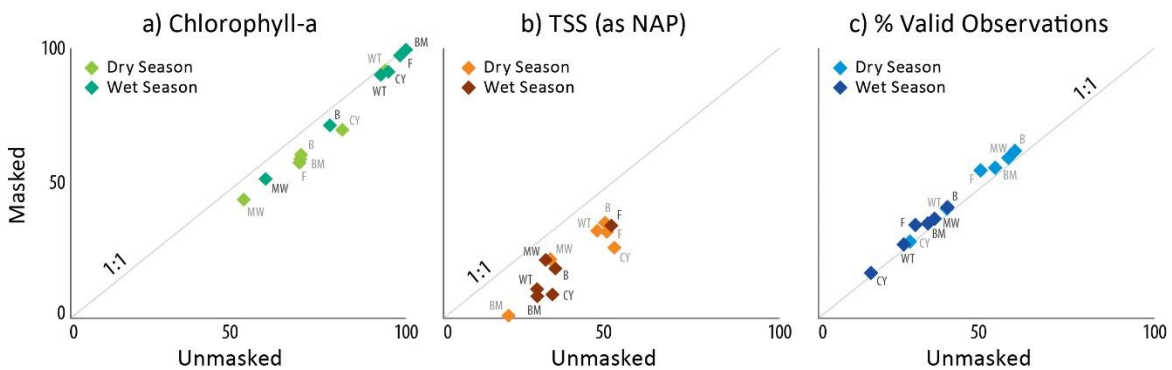 a) Chlorophyll-a
b) TSS (as NAP)
c) % Valid Observations
Masked
100
50
0
Dry Season
Wet Season
1:1
WT
BM
F
CY
WT
B
CY
B
BM
F
MW
MW
0
50
100
Unmasked
Dry Season
Wet Season
1:1
B
F
WT
F
CY
MW
MW
B
WT
CY
BM
BM
0
50
100
Unmasked
Dry Season
Wet Season
1:1
B
MW
F
BM
B
WT
F
MW
BM
CY
WT
CY
0
50
100
Unmasked